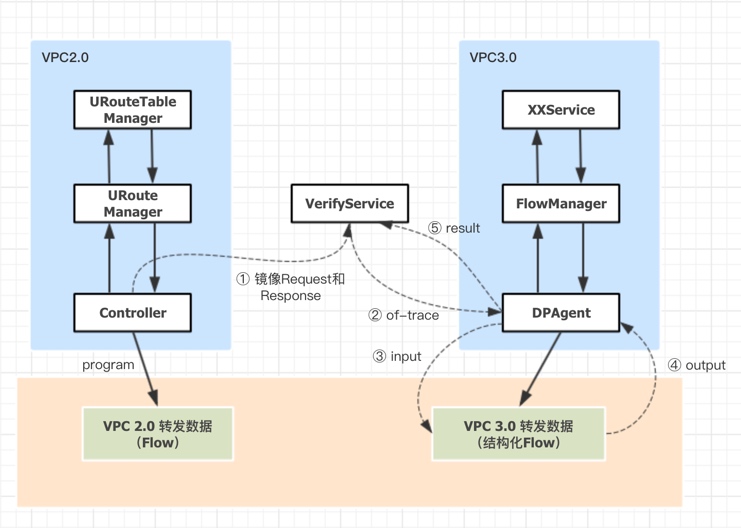 VPC2.0
VPC3.0
URouteTable
Manager
XXService
URoute
Manager
VerifyService
FlowManager
⑤ result
① 镜像Request和
Response
Controller
② of-trace
DPAgent
③ input
program
④ output
VPC 2.0 转发数据
（Flow）
VPC 3.0 转发数据
(结构化Flow）